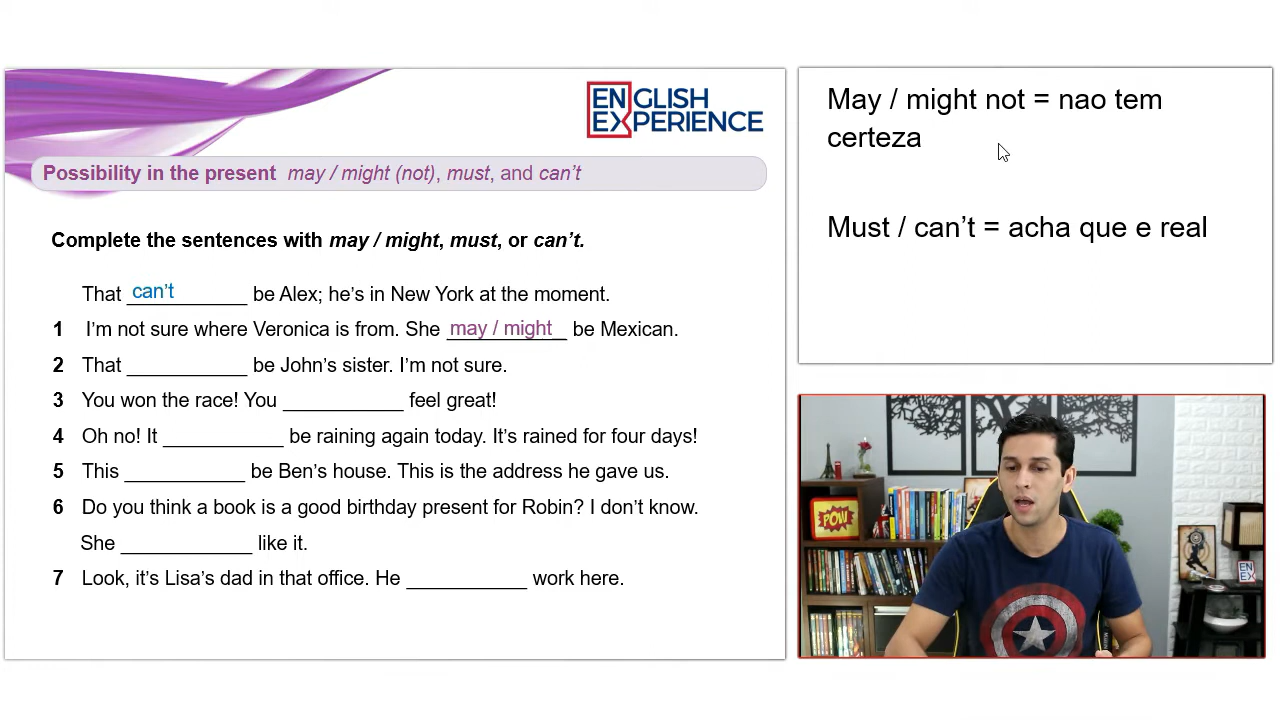 ENGLISH
EXPERIENCE
Possibility in the present may / might (not), must, and can't
Complete the sentences with may / might, must, or can't.
That can't be Alex; he's in New York at the moment.
1 I'm not sure where Veronica is from. She may / might be Mexican.
2 That ___________ be John's sister. I'm not sure.
3 You won the race! You ___________ feel great!
4 Oh no! It ___________ be raining again today. It's rained for four days!
5 This ___________ be Ben's house. This is the address he gave us.
6 Do you think a book is a good birthday present for Robin? I don't know.
She ____________ like it.
7 Look, it's Lisa's dad in that office. He ___________ work here.
May / might not = nao tem
certeza
Must / can't = acha que e real
POW
EN
EX